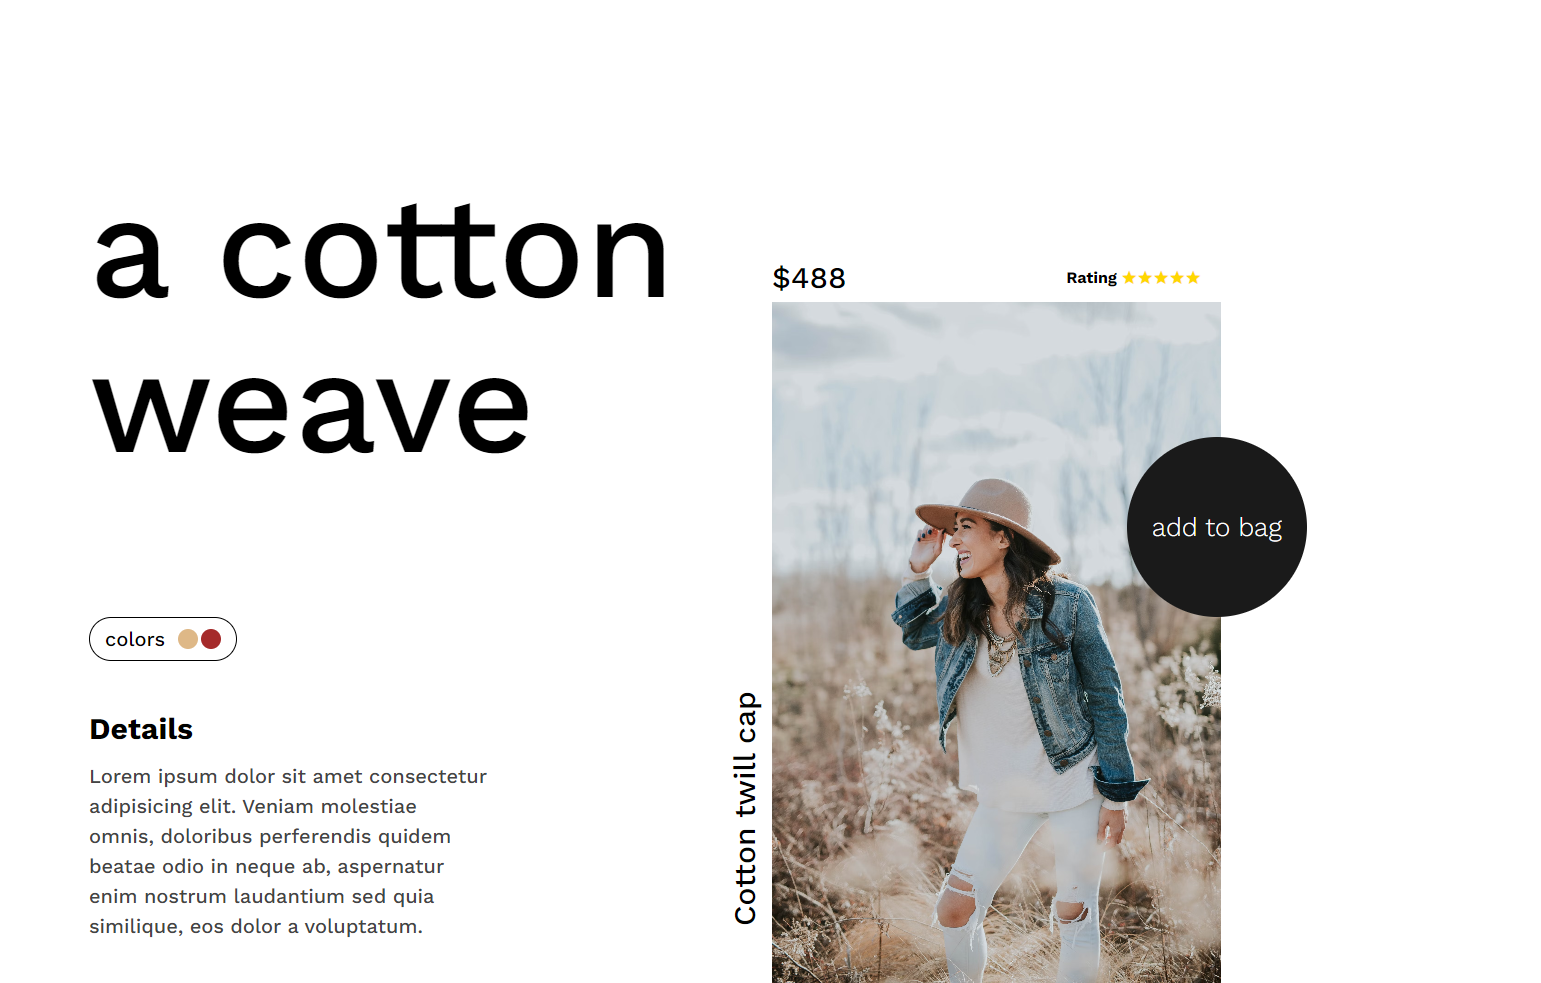 a cotton
weave
colors
Details
Lorem ipsum dolor sit amet consectetur
adipisicing elit. Veniam molestiae
omnis, doloribus perferendis quidem
beatae odio in neque ab, aspernatur
enim nostrum laudantium sed quia
similique, eos dolor a voluptatum.
$488
Rating ★★★★★
add to bag
Cotton twill cap